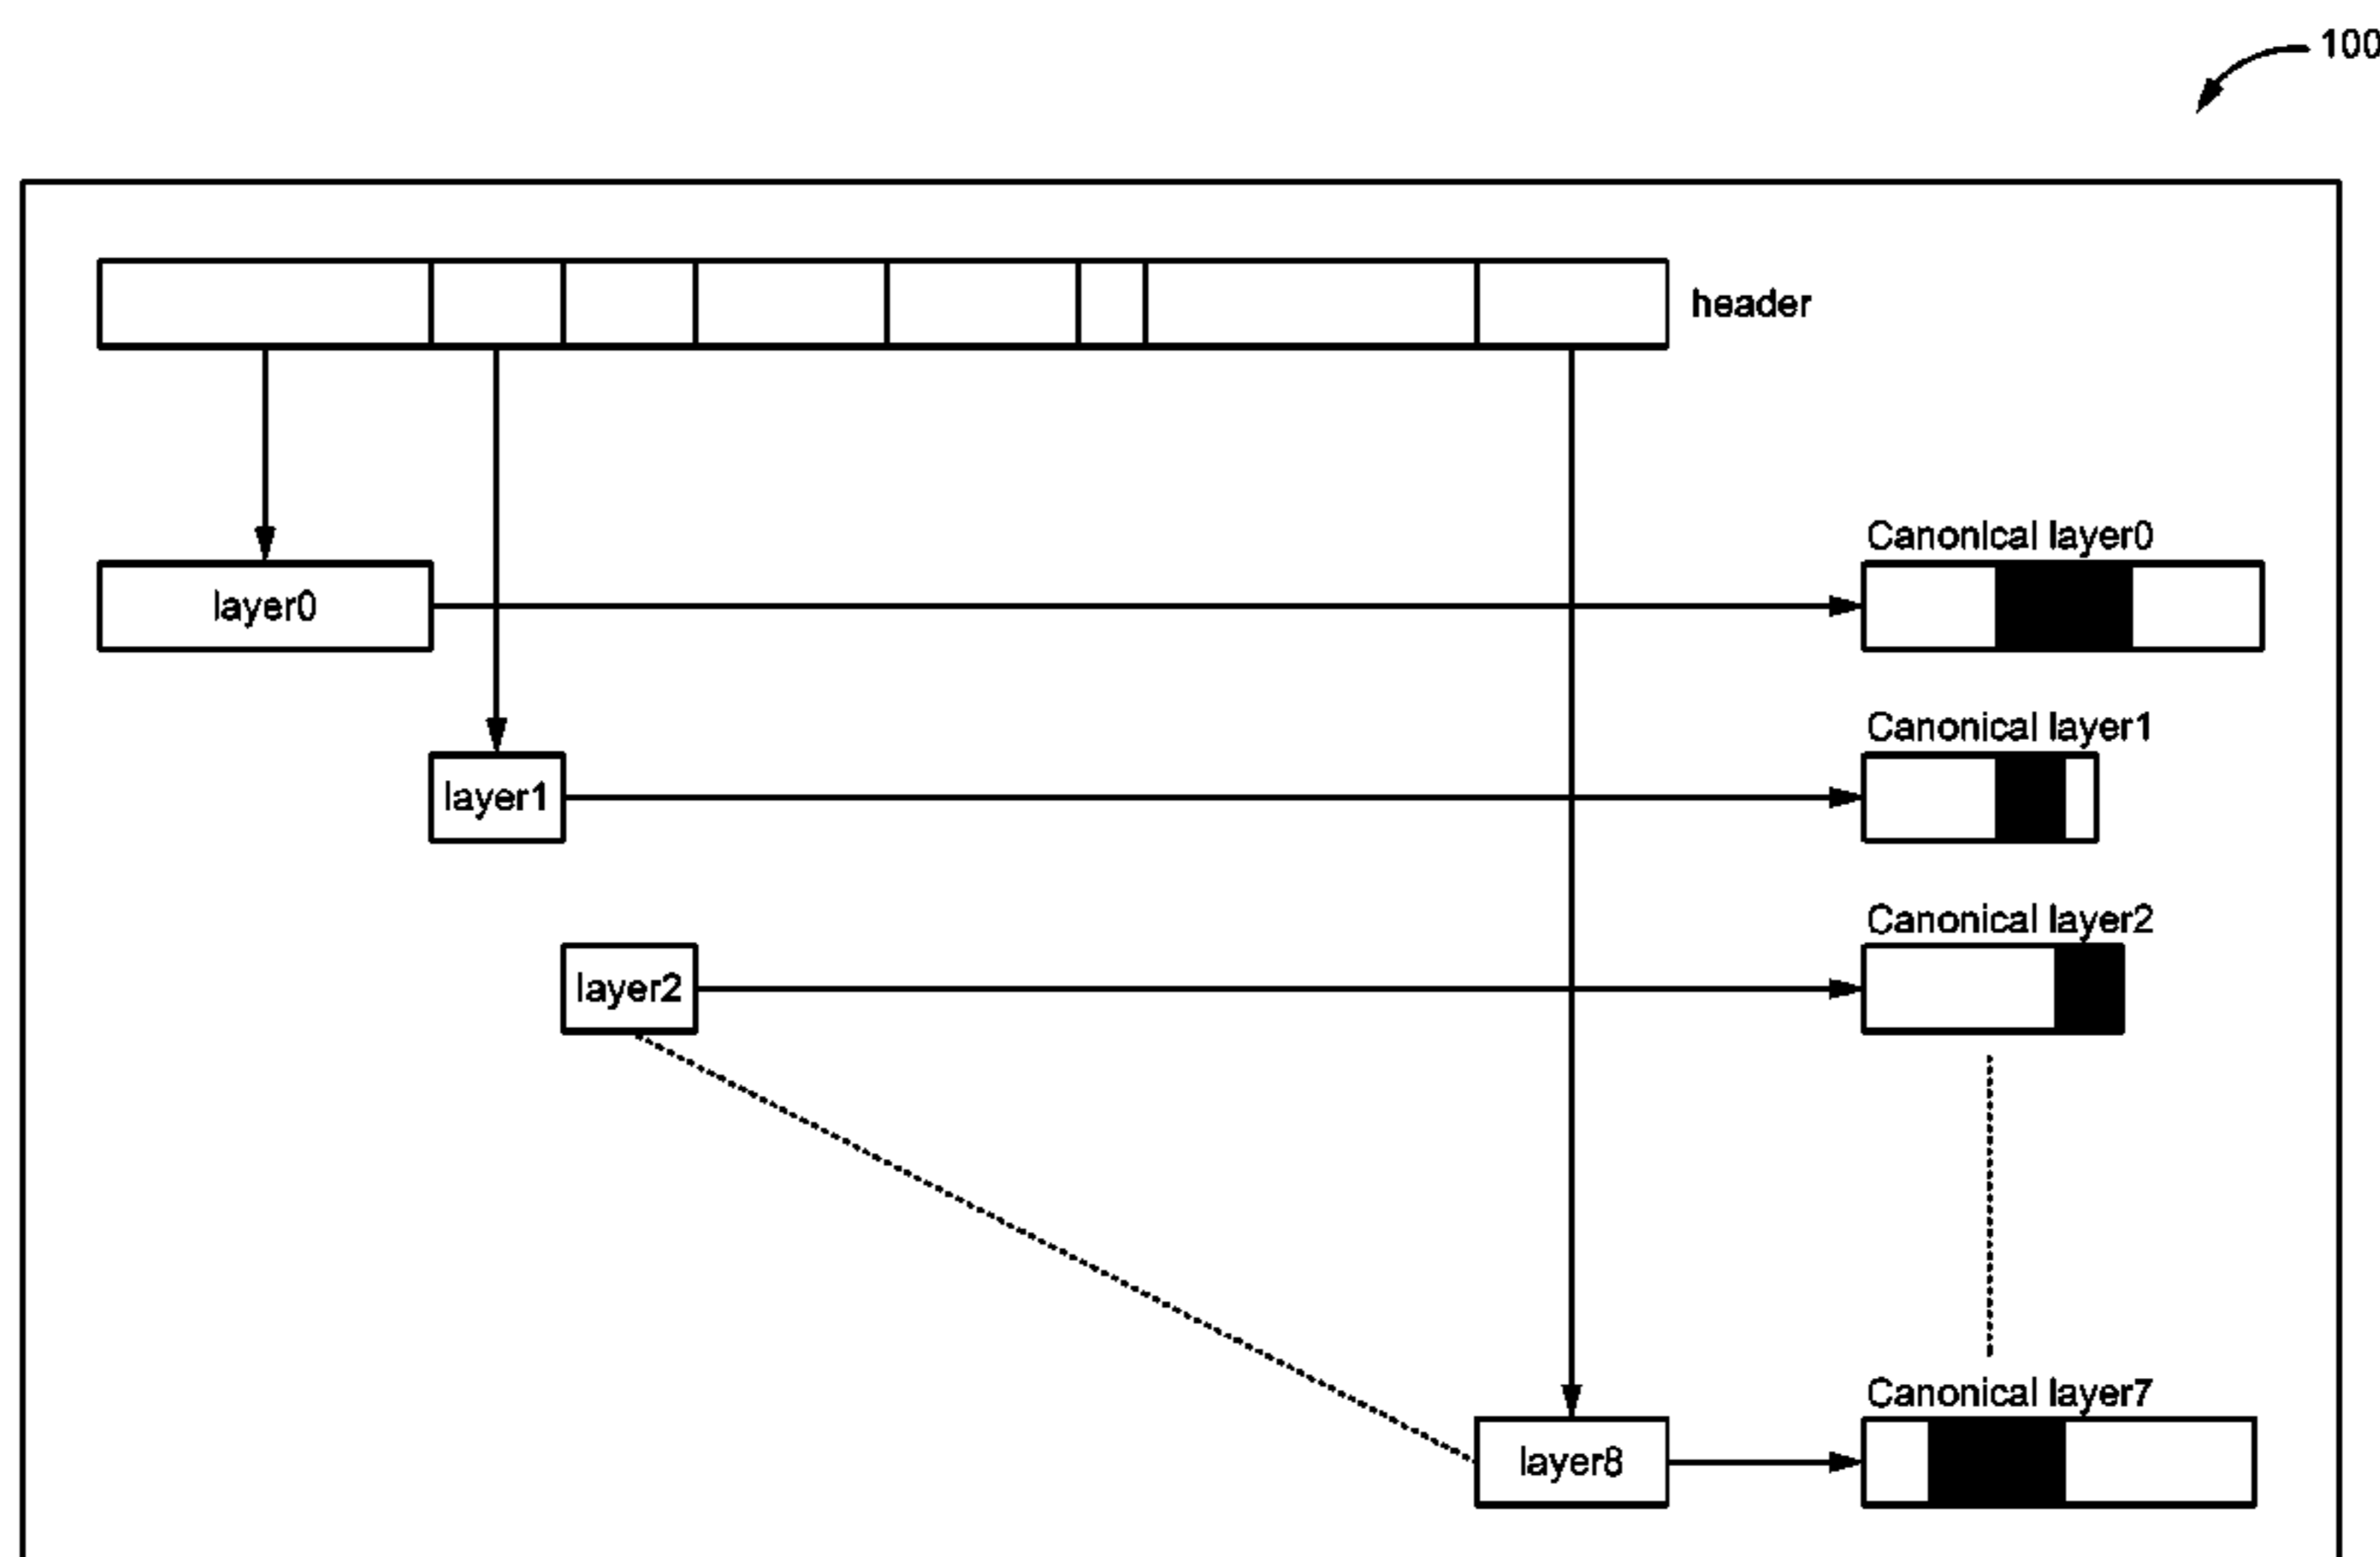 100
header
Canonical layer0
layer0
Canonical layer1
layer1
Canonical layer2
layer2
Canonical layer7
layer8